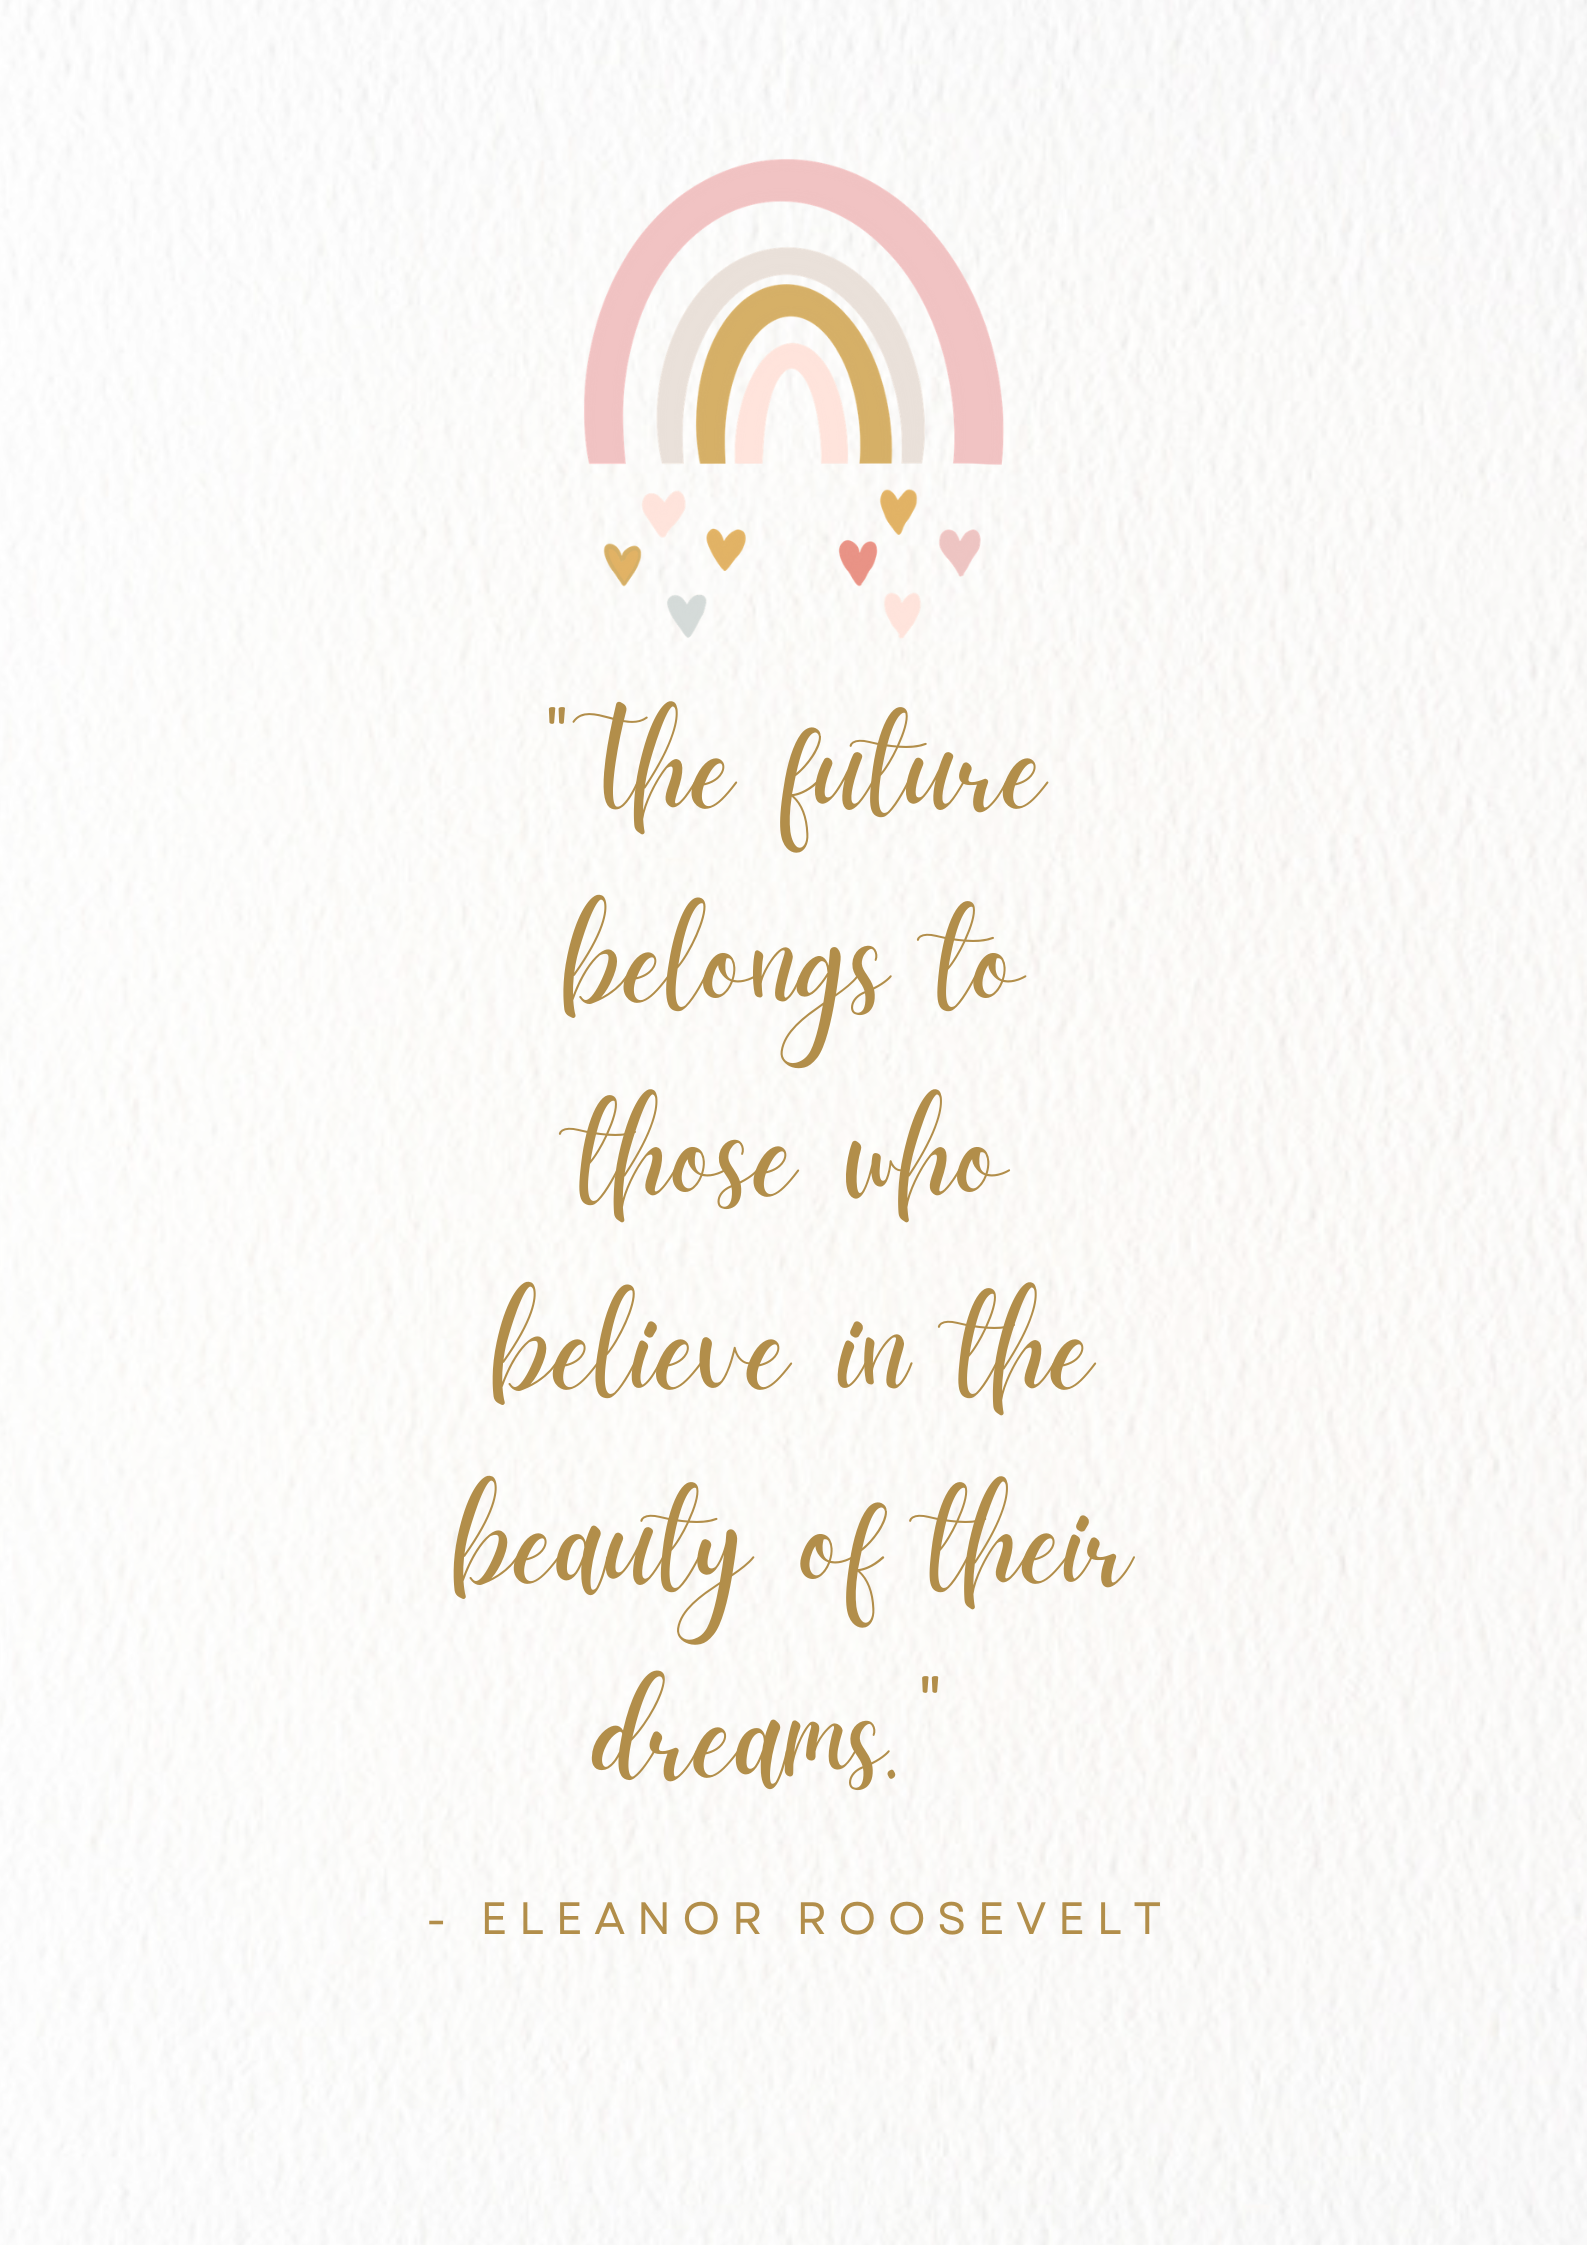 "The future
belongs to
those who
believe in the
beauty of their
dreams."
- ELEANOR ROOSEVELT